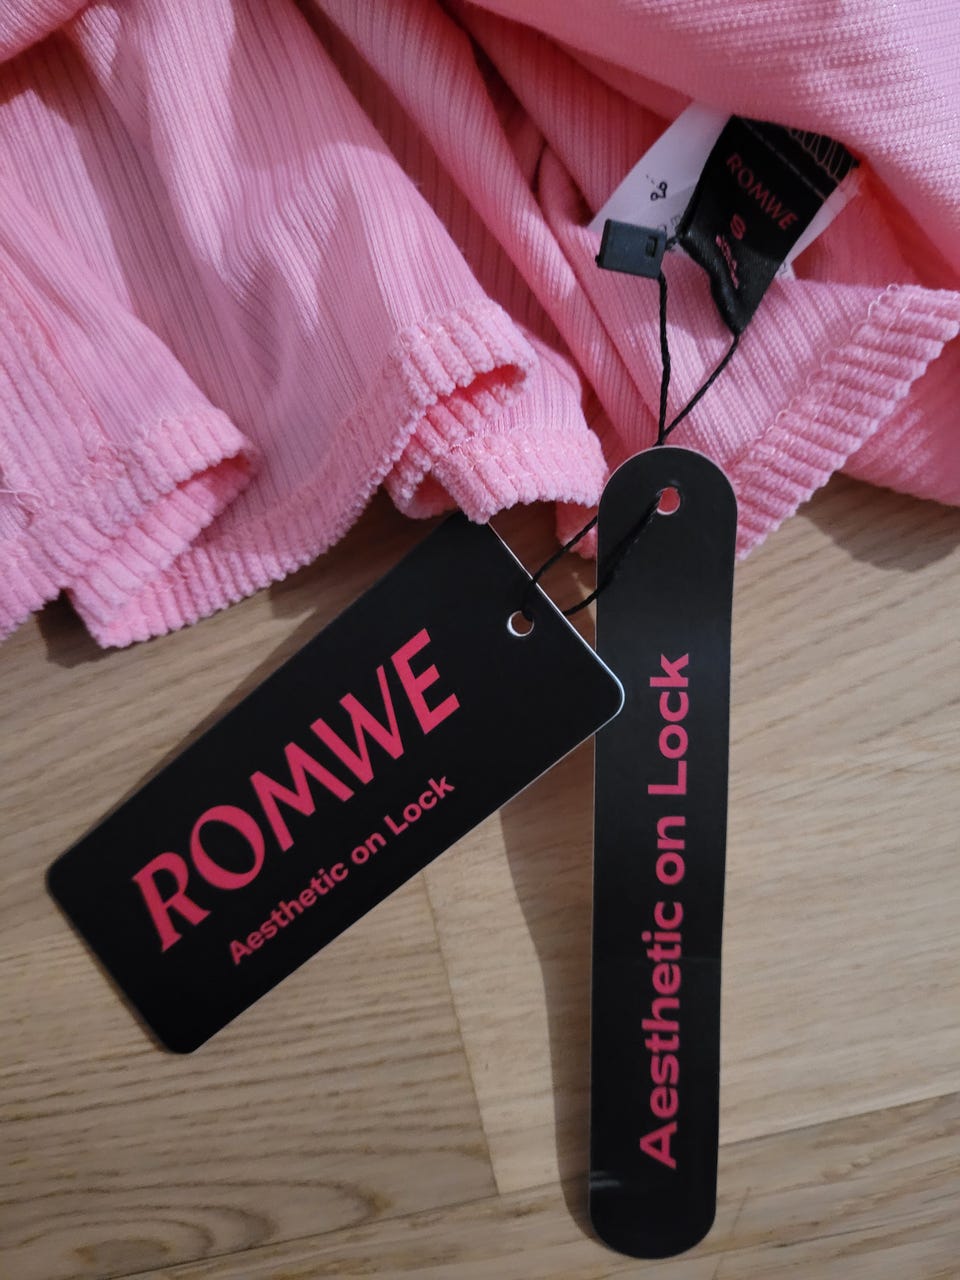 ROMWE
S
ROMWE
Aesthetic on Lock
Aesthetic on Lock